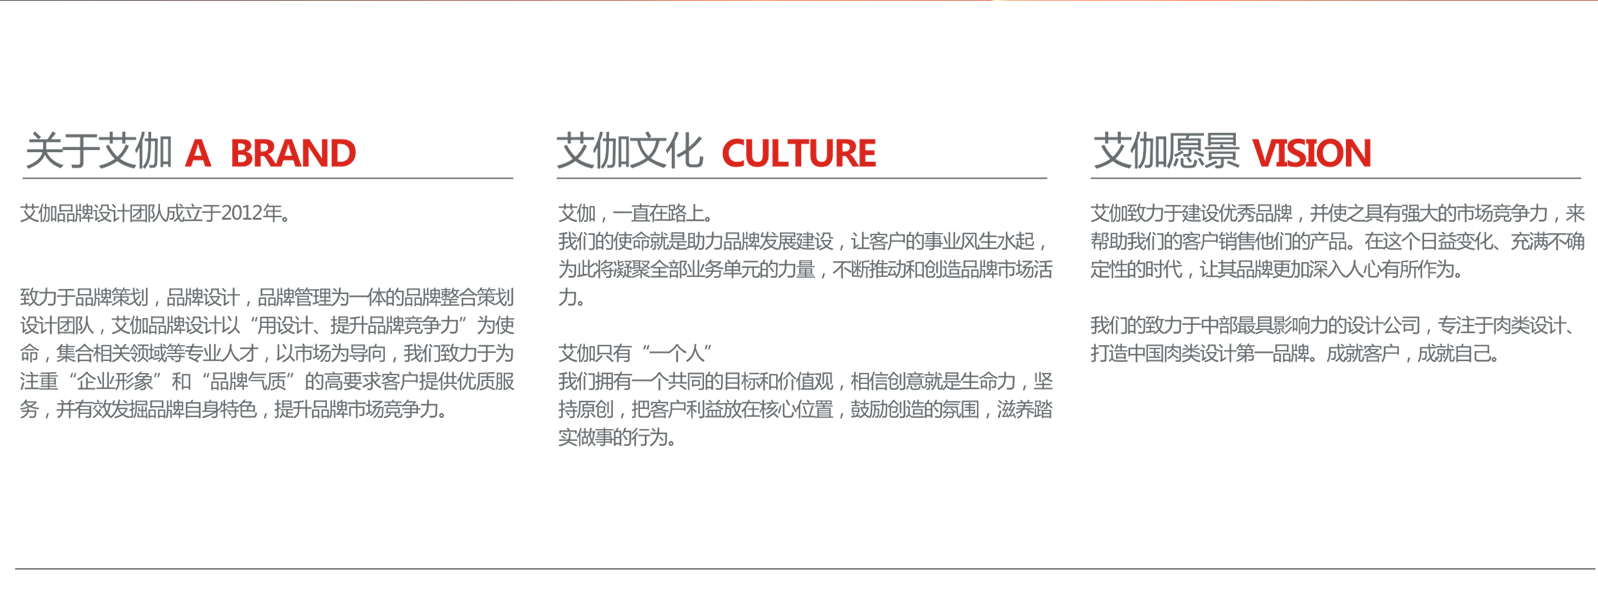 关于艾伽 A BRAND
艾伽品牌设计团队成立于2012年。
致力于品牌策划，品牌设计，品牌管理为一体的品牌整合策划
设计团队，艾伽品牌设计以“用设计、提升品牌竞争力”为使
命，集合相关领域等专业人才，以市场为导向，我们致力于为
注重“企业形象”和“品牌气质”的高要求客户提供优质服
务，并有效发掘品牌自身特色，提升品牌市场竞争力。
艾伽文化 CULTURE
艾伽，一直在路上。
我们的使命就是助力品牌发展建设，让客户的事业风生水起，
为此将凝聚全部业务单元的力量，不断推动和创造品牌市场活
力。
艾伽只有“一个人”
我们拥有一个共同的目标和价值观，相信创意就是生命力，坚
持原创，把客户利益放在核心位置，鼓励创造的氛围，滋养踏
实做事的行为。
艾伽愿景 VISION
艾伽致力于建设优秀品牌，并使之具有强大的市场竞争力，来
帮助我们的客户销售他们的产品。在这个日益变化、充满不确
定性的时代，让其品牌更加深入人心有所作为。
我们的致力于中部最具影响力的设计公司，专注于肉类设计、
打造中国肉类设计第一品牌。成就客户，成就自己。